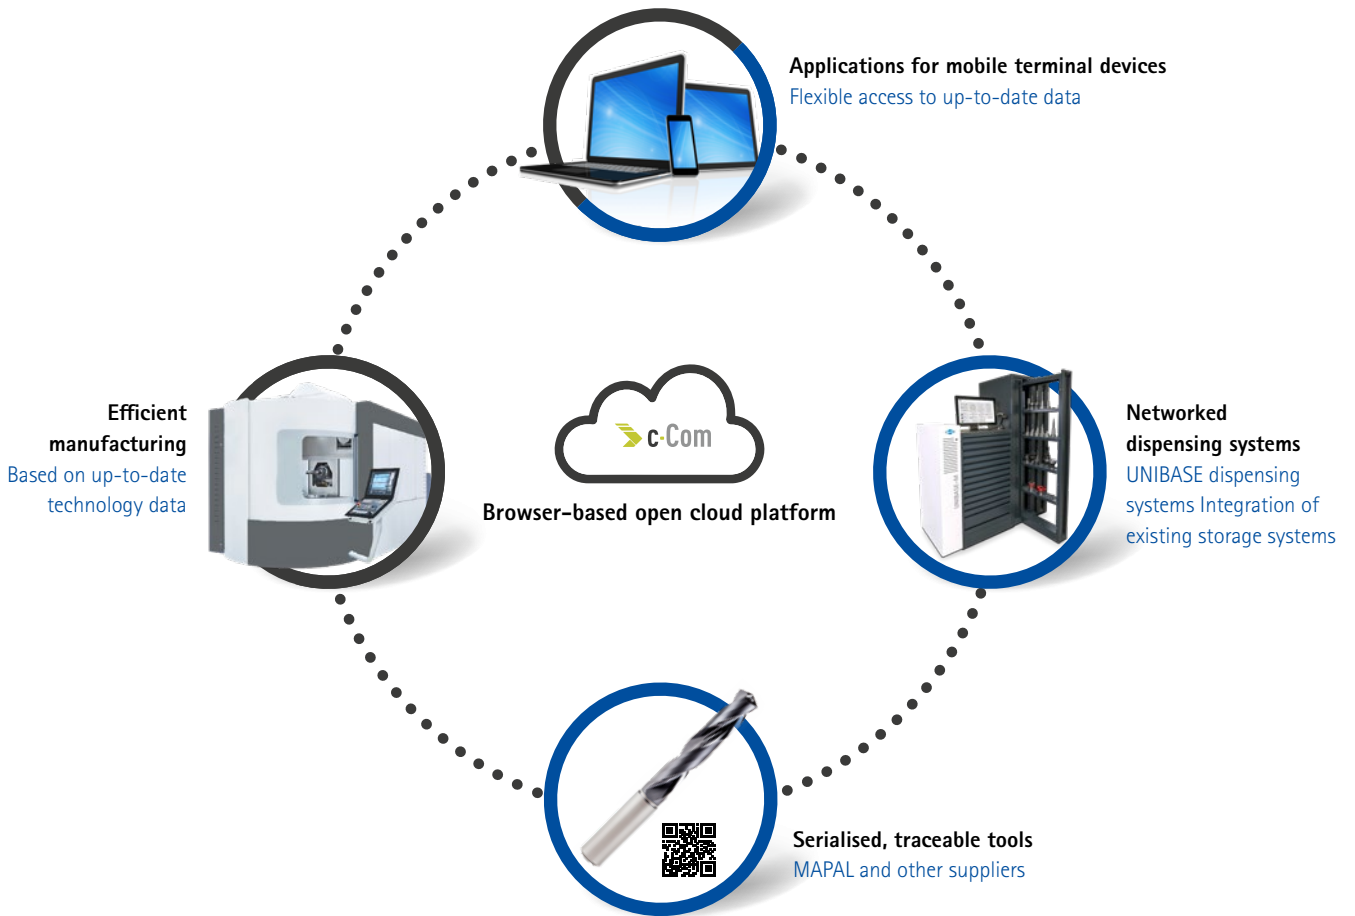 Applications for mobile terminal devices
Flexible access to up-to-date data
Efficient
manufacturing
Based on up-to-date
technology data
c·Com
Browser-based open cloud platform
Networked
dispensing systems
UNIBASE dispensing
systems Integration of
existing storage systems
UNIBASE-M
Serialised, traceable tools
MAPAL and other suppliers